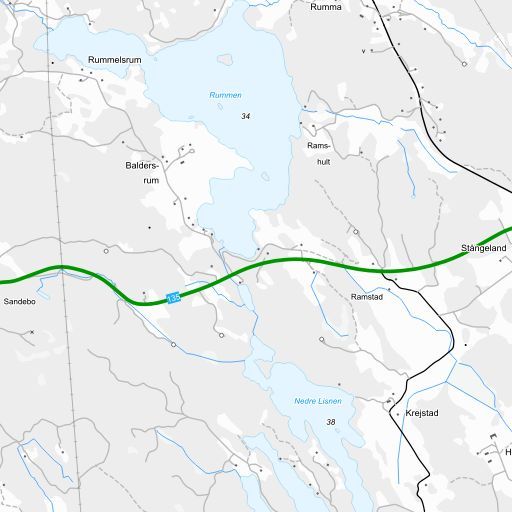 Rumma
Rummelsrum
Rummen
34
Rams-
hult
Balders-
rum
Stångeland
135
Sandebo
Ramstad
Nedre Lisnen
38
Krejstad
H